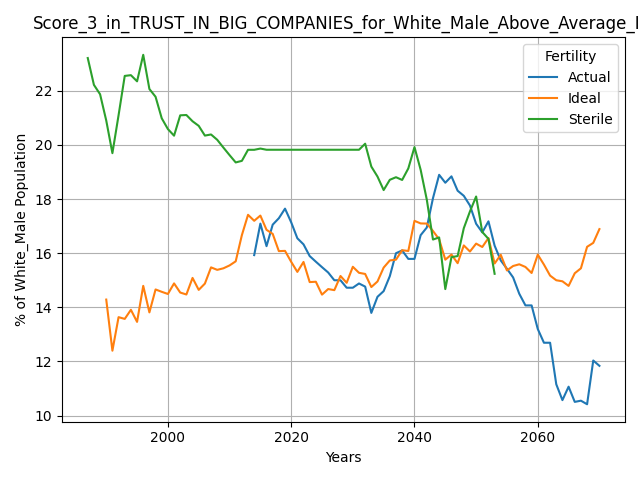 Score_3_in_TRUST_IN_BIG_COMPANIES_for_White_Male_Above_Average_
Fertility
Actual
Ideal
Sterile
% of White_Male Population
22
20
18
16
14
12
10
2000 2020 2040 2060
Years